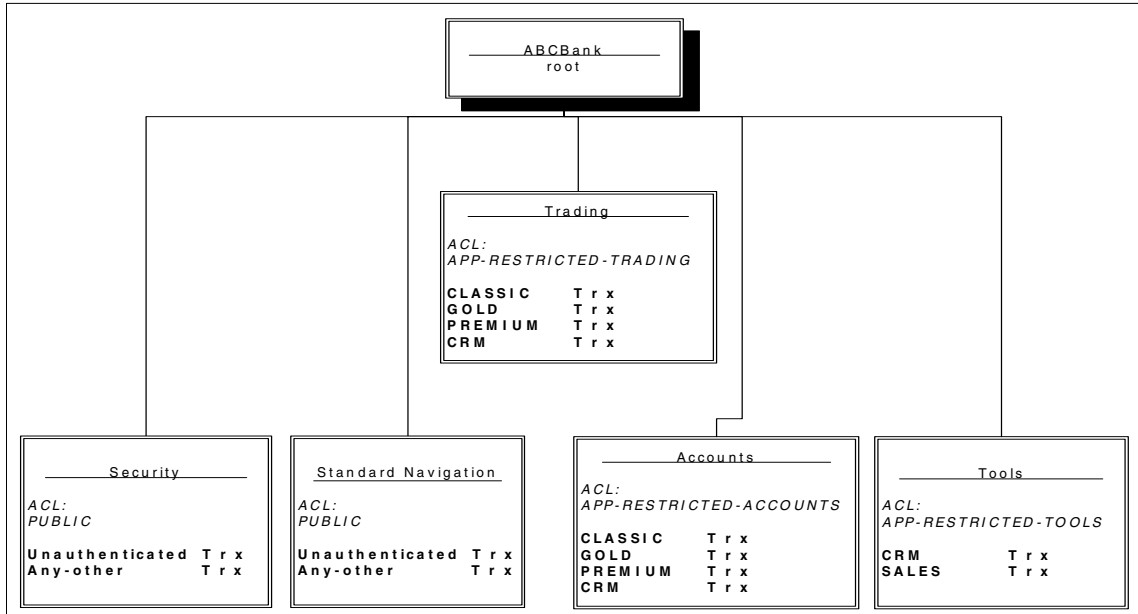 ABCBank
root
Trading
ACL:
APP-RESTRICTED-TRADING
CLASSIC Trx
GOLD Trx
PREMIUM Trx
CRM Trx
Security
ACL:
PUBLIC
Unauthenticated Trx
Any-other Trx
Standard Navigation
ACL:
PUBLIC
Unauthenticated Trx
Any-other Trx
Accounts
ACL:
APP-RESTRICTED-ACCOUNTS
CLASSIC Trx
GOLD Trx
PREMIUM Trx
CRM Trx
Tools
ACL:
APP-RESTRICTED-TOOLS
CRM Trx
SALES Trx